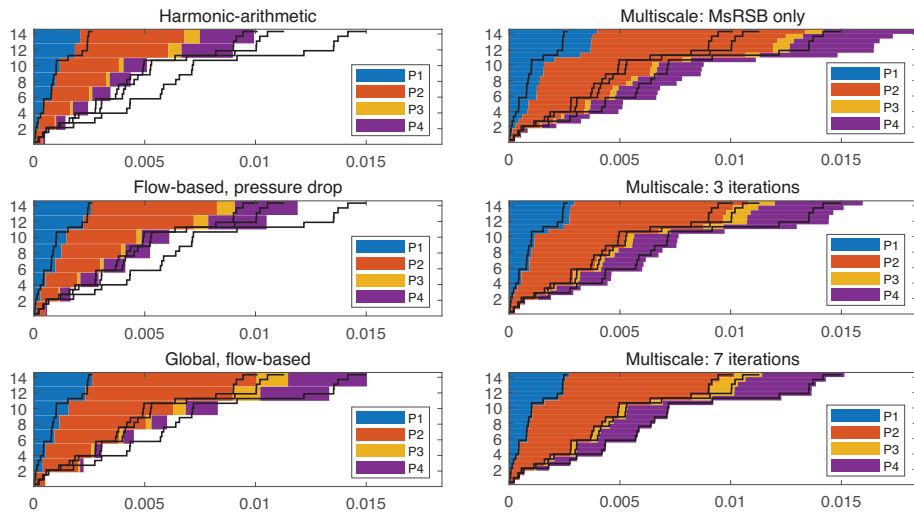 Harmonic-arithmetic
14
12
10
8
6
4
2
P1
P2
P3
P4
0 0.005 0.01 0.015
Multiscale: MsRSB only
14
12
10
8
6
4
2
P1
P2
P3
P4
0 0.005 0.01 0.015
Flow-based, pressure drop
14
12
10
8
6
4
2
P1
P2
P3
P4
0 0.005 0.01 0.015
Multiscale: 3 iterations
14
12
10
8
6
4
2
P1
P2
P3
P4
0 0.005 0.01 0.015
Global, flow-based
14
12
10
8
6
4
2
P1
P2
P3
P4
0 0.005 0.01 0.015
Multiscale: 7 iterations
14
12
10
8
6
4
2
P1
P2
P3
P4
0 0.005 0.01 0.015